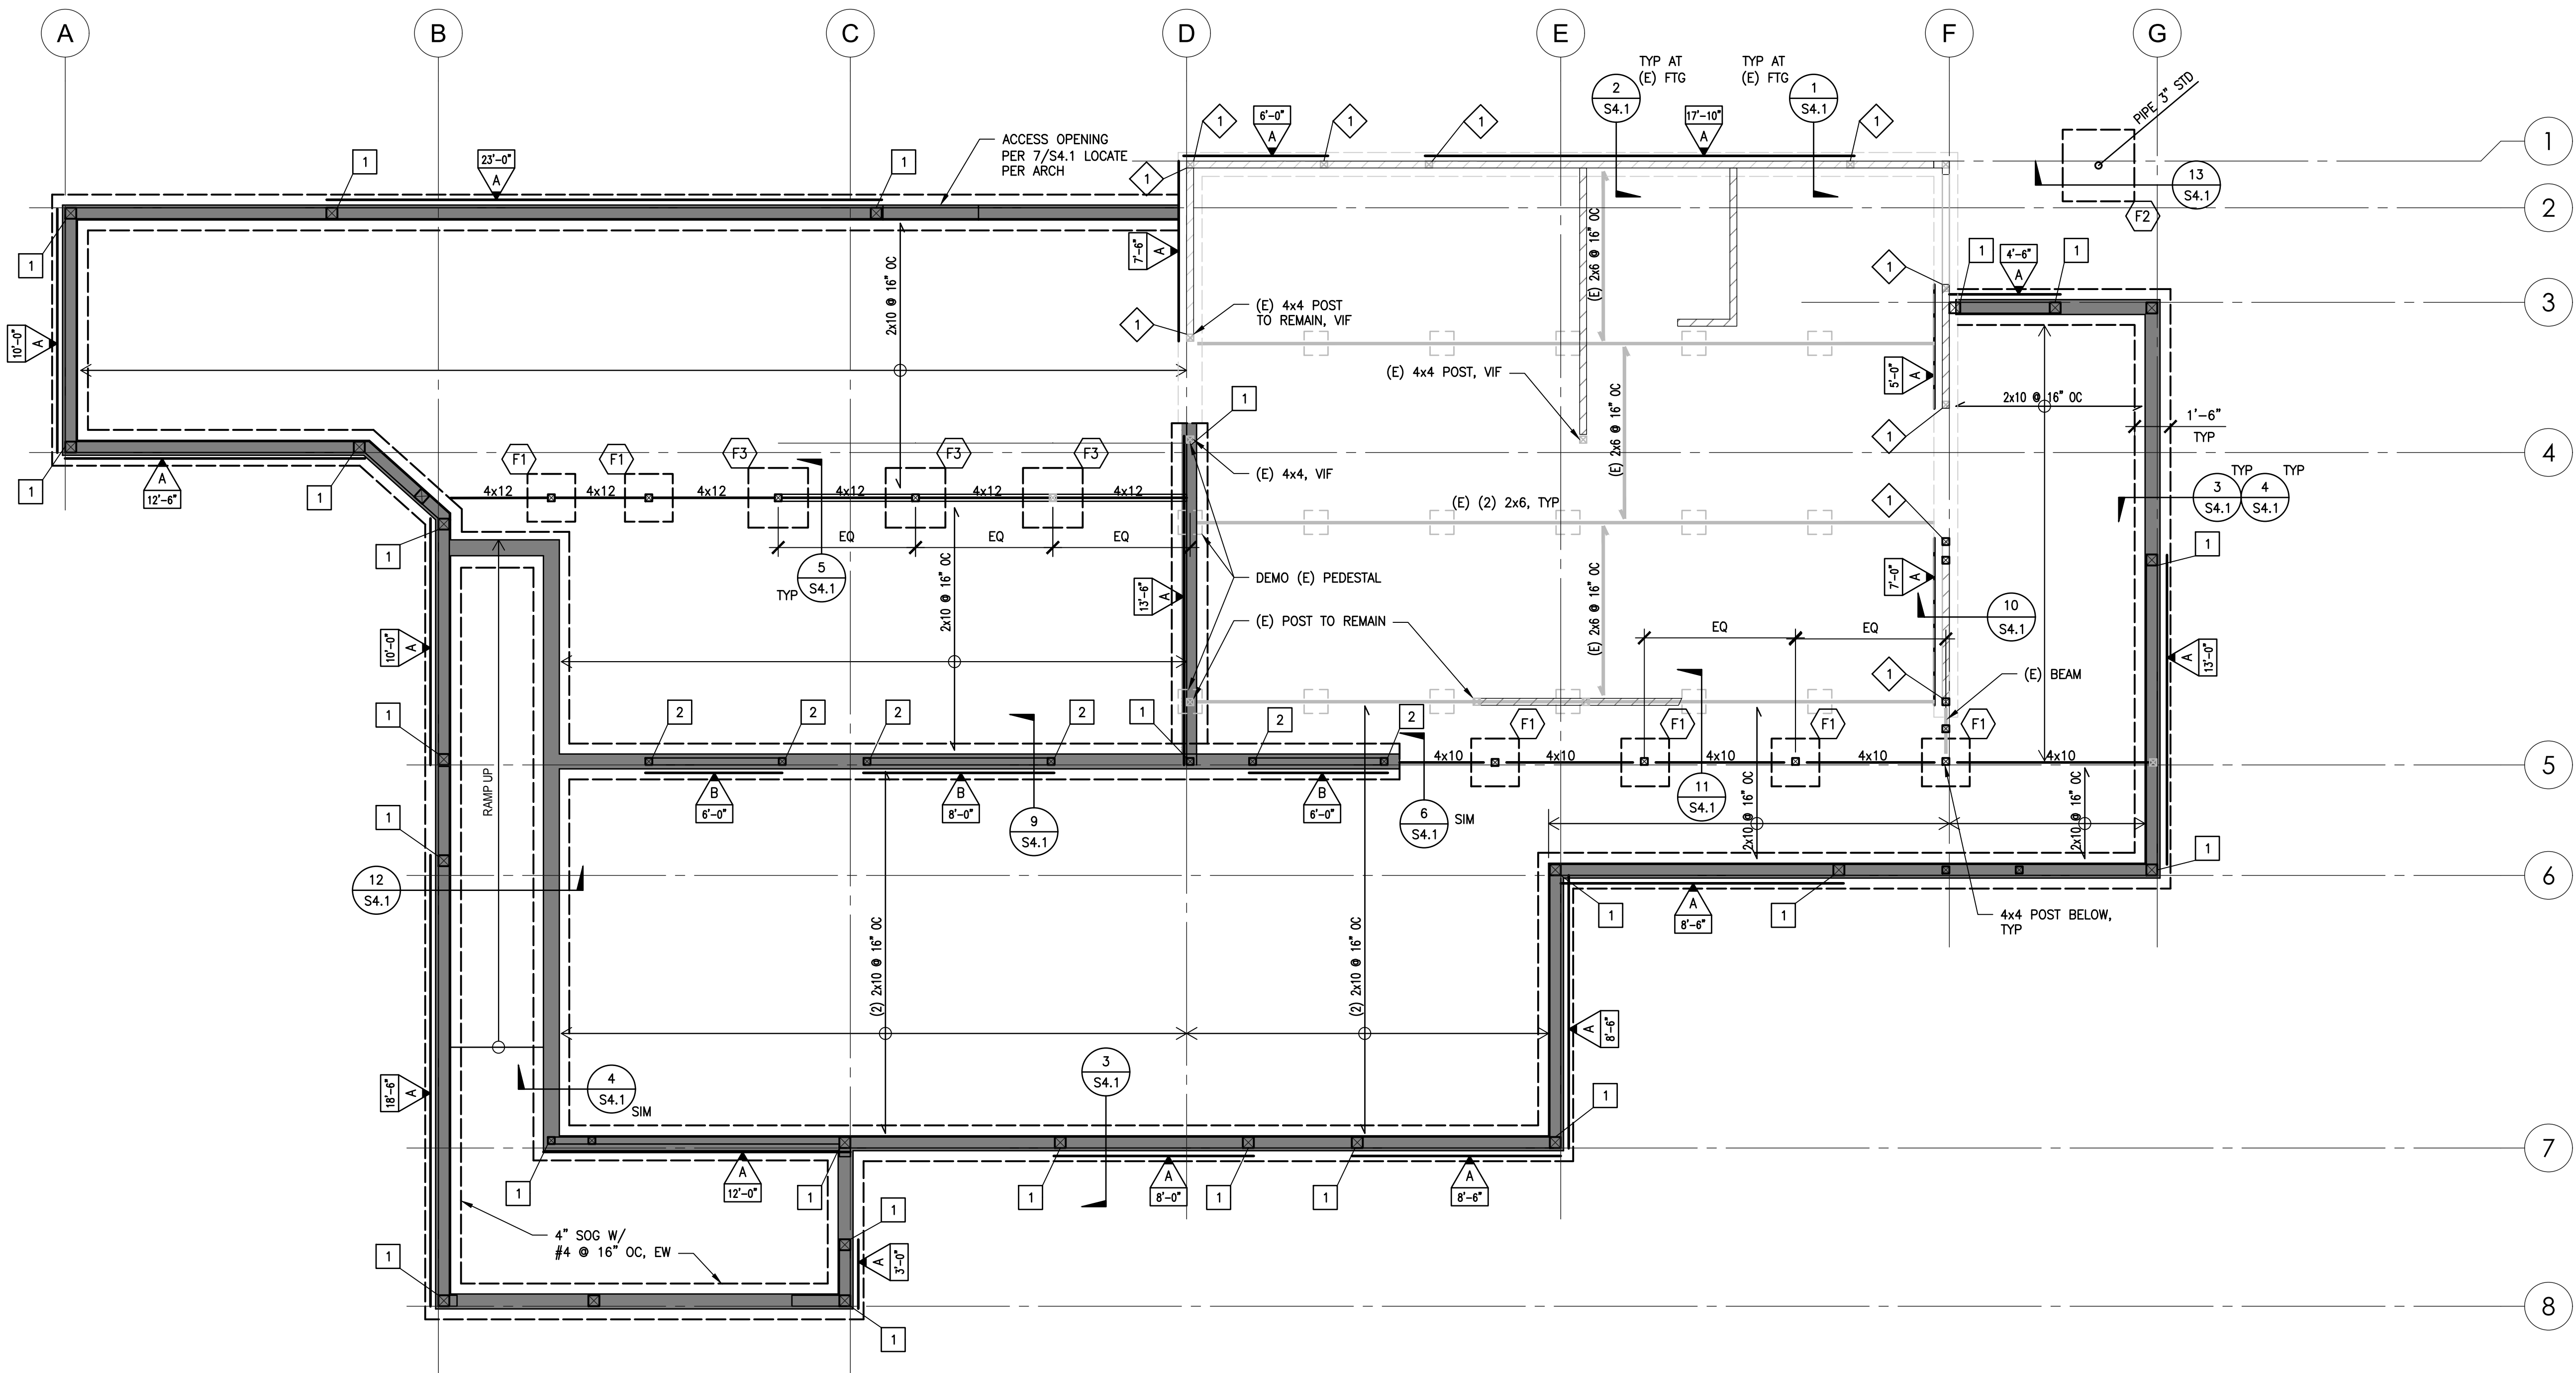 A
B
C
D
E
F
G
TYP AT
(E) FTG
TYP AT
(E) FTG
2
S4.1
1
S4.1
PIPE 3" STD
6'-0"
A
17'-10"
A
1
1
1
1
1
ACCESS OPENING
PER 7/S4.1 LOCATE
PER ARCH
23'-0"
A
1
1
1
13
S4.1
F2
2
1
7'-6"
A
2x10 @ 16" OC
(E) 2x6 @ 16" OC
1
1
1
4'-6"
A
3
10'-0"
A
(E) 4x4 POST
TO REMAIN, VIF
1
(E) 4x4 POST, VIF
(E) 2x6 @ 16" OC
5'-0"
A
2x10 @ 16" OC
1'-6"
TYP
1
1
4
F1
F1
F3
F3
F3
(E) 4x4, VIF
1
A
12'-6"
1
4x12
4x12
4x12
4x12
4x12
4x12
(E) (2) 2x6, TYP
1
TYP
TYP
3
S4.1
4
S4.1
EQ
EQ
EQ
1
1
5
S4.1
TYP
2x10 @ 16" OC
DEMO (E) PEDESTAL
13'-6"
A
(E) 2x6 @ 16" OC
7'-0"
A
10
S4.1
(E) POST TO REMAIN
EQ
EQ
10'-0"
A
A
13'-0"
(E) BEAM
1
1
2
2
2
2
1
2
2
F1
F1
F1
F1
4x10
4x10
4x10
4x10
4x10
5
RAMP UP
B
6'-0"
B
8'-0"
B
6'-0"
9
S4.1
6
S4.1
SIM
11
S4.1
2x10 @ 16" OC
2x10 @ 16" OC
1
1
12
S4.1
6
1
A
8'-6"
1
4x4 POST BELOW,
TYP
(2) 2x10 @ 16" OC
(2) 2x10 @ 16" OC
A
8'-6"
18'-6"
A
4
S4.1
SIM
3
S4.1
1
7
1
A
12'-0"
1
1
A
8'-0"
1
1
A
8'-6"
1
4" SOG W/
#4 @ 16" OC, EW
1
A
3'-0"
8
1